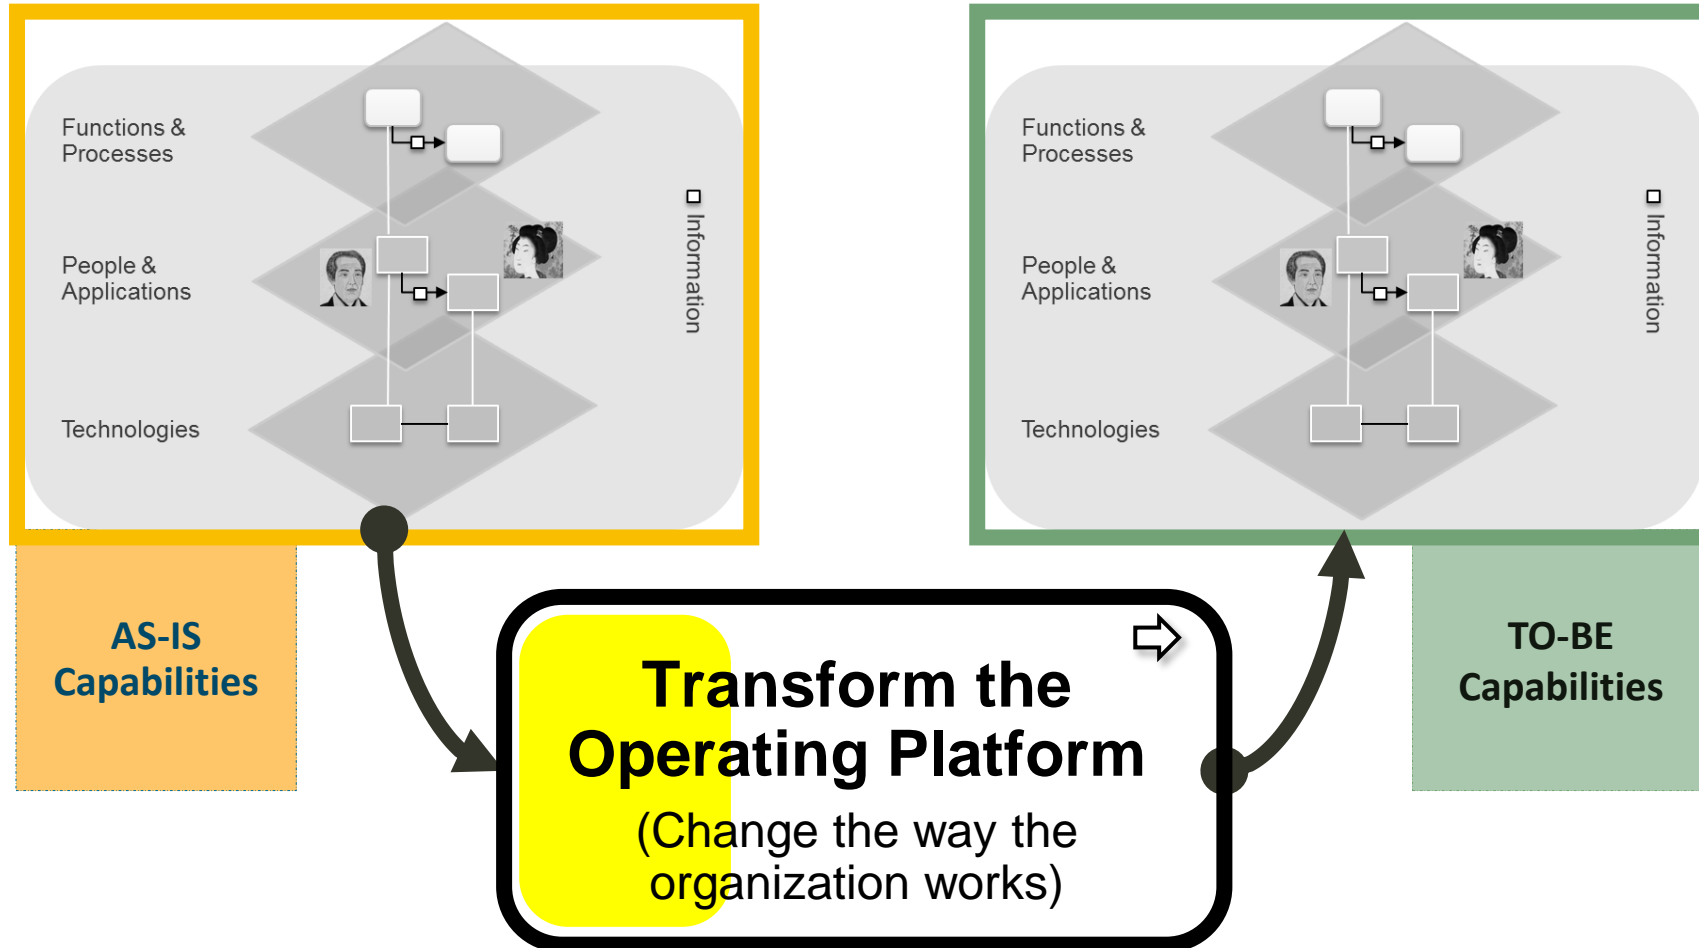 Functions &
Processes
People &
Applications
Technologies
Information
AS-IS
Capabilities
Functions &
Processes
People &
Applications
Technologies
Information
TO-BE
Capabilities
Transform the
Operating Platform
(Change the way the
organization works)